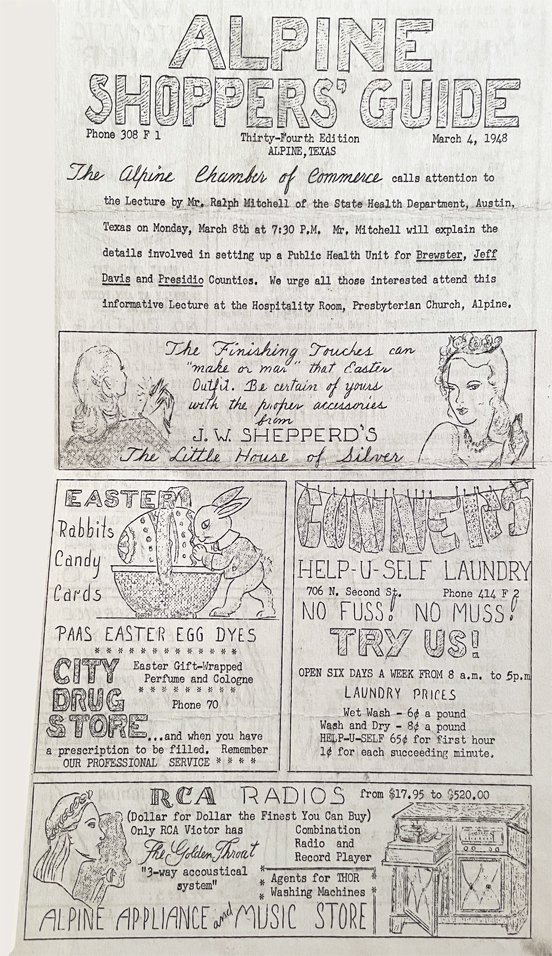 ALPINE
SHOPPERS' GUIDE
Phone 308 F 1 Thirty-Fourth Edition March 4, 1948
ALPINE, TEXAS
The Alpine Chamber of Commerce calls attention to
the Lecture by Mr. Ralph Mitchell of the State Health Department, Austin,
Texas on Monday, March 8th at 7:30 P.M. Mr. Mitchell will explain the
details involved in setting up a Public Health Unit for Brewster, Jeff
Davis and Presidio Counties. We urge all those interested attend this
informative Lecture at the Hospitality Room, Presbyterian Church, Alpine.
The Finishing Touches can
"make or mar" that Easter
Outfit. Be certain of yours
with the proper accessories
from
J. W. SHEPPERD'S
The Little House of Silver
EASTER
Rabbits
Candy
Cards
PAAS EASTER EGG DYES
* * * * * * * * * * * *
CITY
DRUG
STORE
Easter Gift-Wrapped
Perfume and Cologne
* * * * * * * * *
Phone 70
...and when you have
a prescription to be filled. Remember
OUR PROFESSIONAL SERVICE * * * *
CONNER'S
HELP-U-SELF LAUNDRY
706 N. Second St. Phone 414 F 2
NO FUSS! NO MUSS!
TRY US!
OPEN SIX DAYS A WEEK FROM 8 a.m. to 5p.m
LAUNDRY PRICES
Wet Wash - 6¢ a pound
Wash and Dry - 8¢ a pound
HELP-U-SELF 65¢ for first hour
1¢ for each succeeding minute.
RCA RADIOS from $17.95 to $520.00
(Dollar for Dollar the Finest You Can Buy)
Only RCA Victor has
The Golden Throat
"3-way accoustical
system"
Combination
Radio and
Record Player
* * * * * * * * * * * *
* Agents for THOR *
* Washing Machines *
ALPINE APPLIANCE and MUSIC STORE